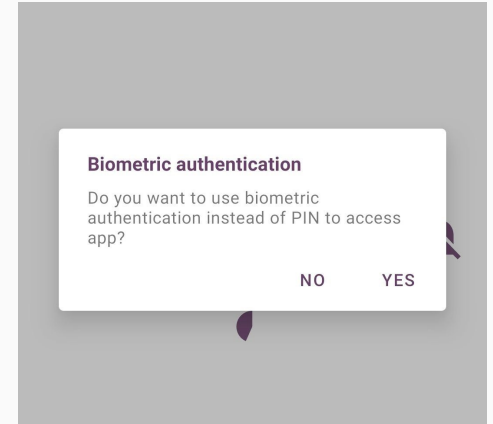 Biometric authentication
Do you want to use biometric
authentication instead of PIN to access
app?
NO YES